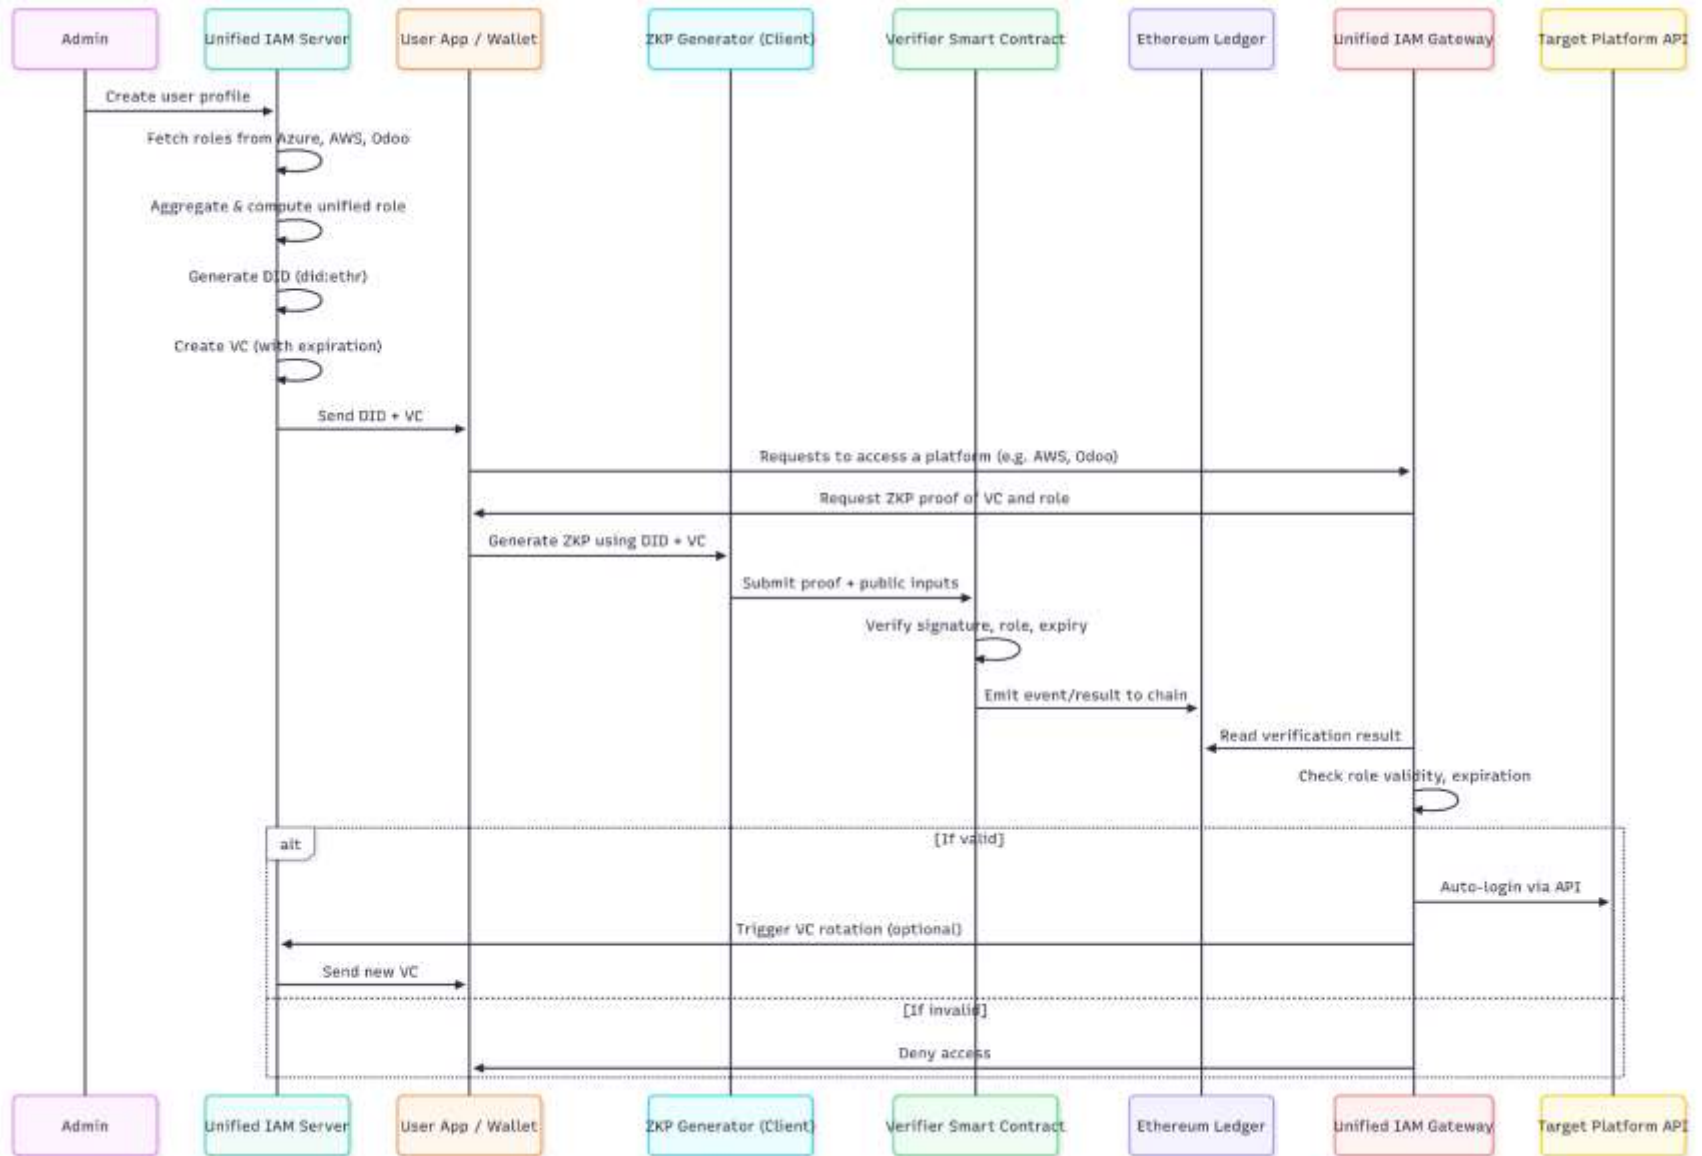 Admin
Unified IAM Server
User App / Wallet
ZKP Generator (Client)
Verifier Smart Contract
Ethereum Ledger
Unified IAM Gateway
Target Platform API
Create user profile
Fetch roles from Azure, AWS, Odoo
Aggregate & compute unified role
Generate DID (did:ethr)
Create VC (with expiration)
Send DID + VC
Requests to access a platform (e.g. AWS, Odoo)
Request ZKP proof of VC and role
Generate ZKP using DID + VC
Submit proof + public inputs
Verify signature, role, expiry
Emit event/result to chain
Read verification result
Check role validity, expiration
alt
[If valid]
Auto-login via API
Trigger VC rotation (optional)
Send new VC
[If invalid]
Deny access
Admin
Unified IAM Server
User App / Wallet
ZKP Generator (Client)
Verifier Smart Contract
Ethereum Ledger
Unified IAM Gateway
Target Platform API